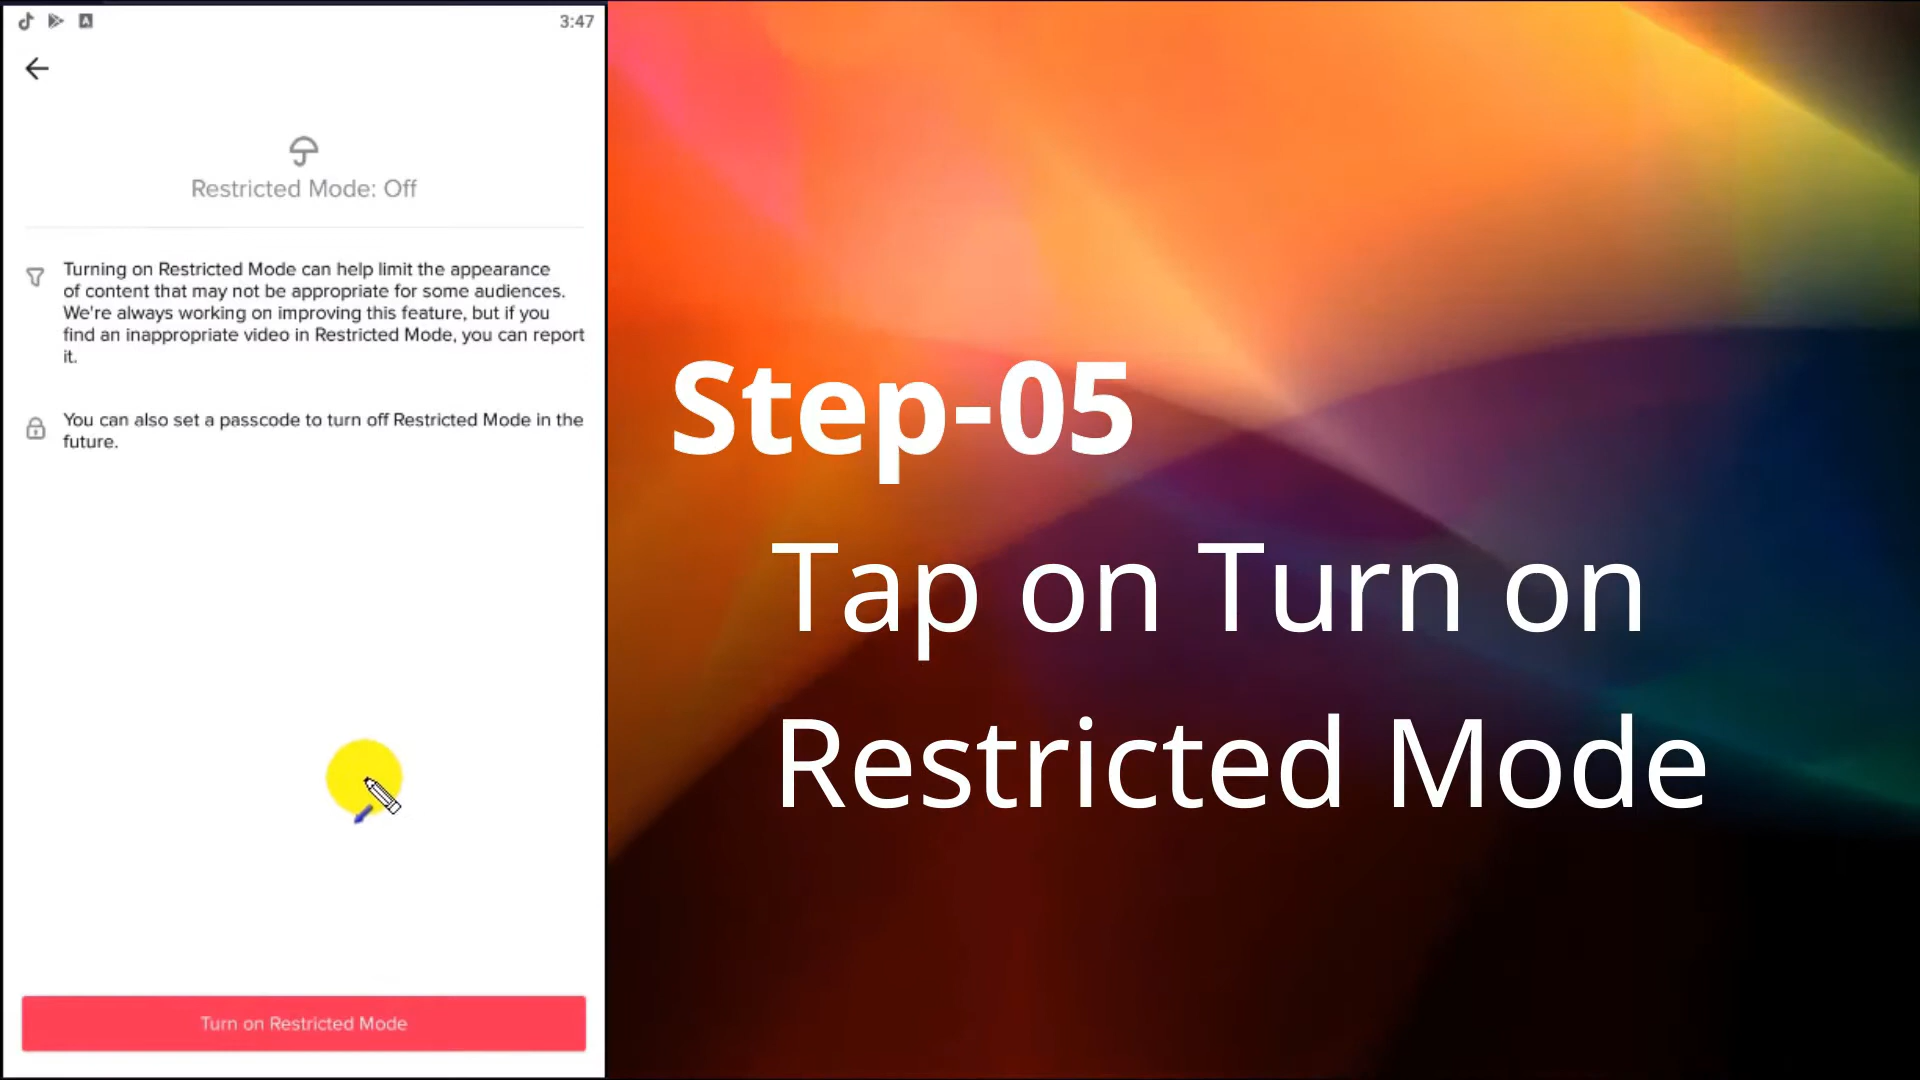 3:47
Restricted Mode: Off
Turning on Restricted Mode can help limit the appearance
of content that may not be appropriate for some audiences.
We're always working on improving this feature, but if you
find an inappropriate video in Restricted Mode, you can report
it.
You can also set a passcode to turn off Restricted Mode in the
future.
Turn on Restricted Mode
Step-05
Tap on Turn on
Restricted Mode